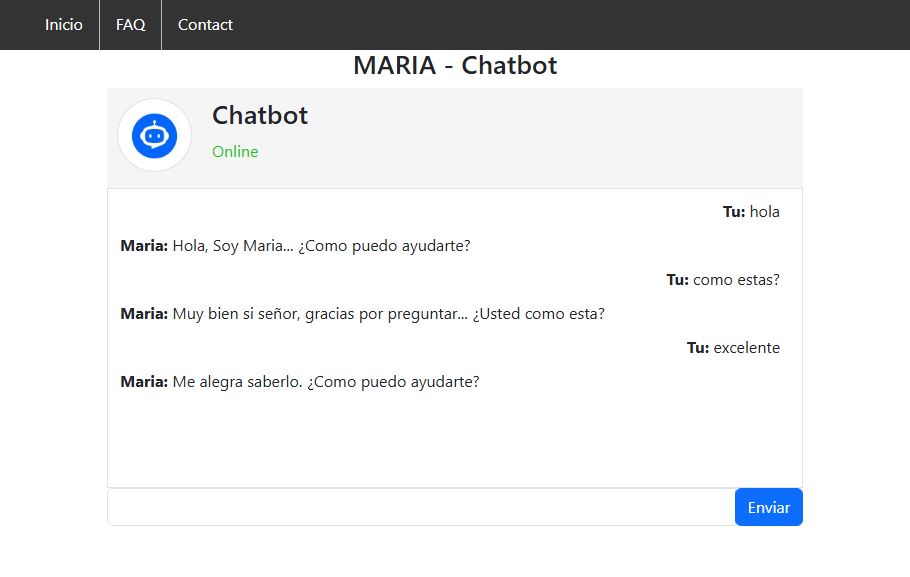 Inicio FAQ Contact
MARIA - Chatbot
Chatbot
Online
Tu: hola
Maria: Hola, Soy Maria... ¿Como puedo ayudarte?
Tu: como estas?
Maria: Muy bien si señor, gracias por preguntar... ¿Usted como esta?
Tu: excelente
Maria: Me alegra saberlo. ¿Como puedo ayudarte?
Enviar